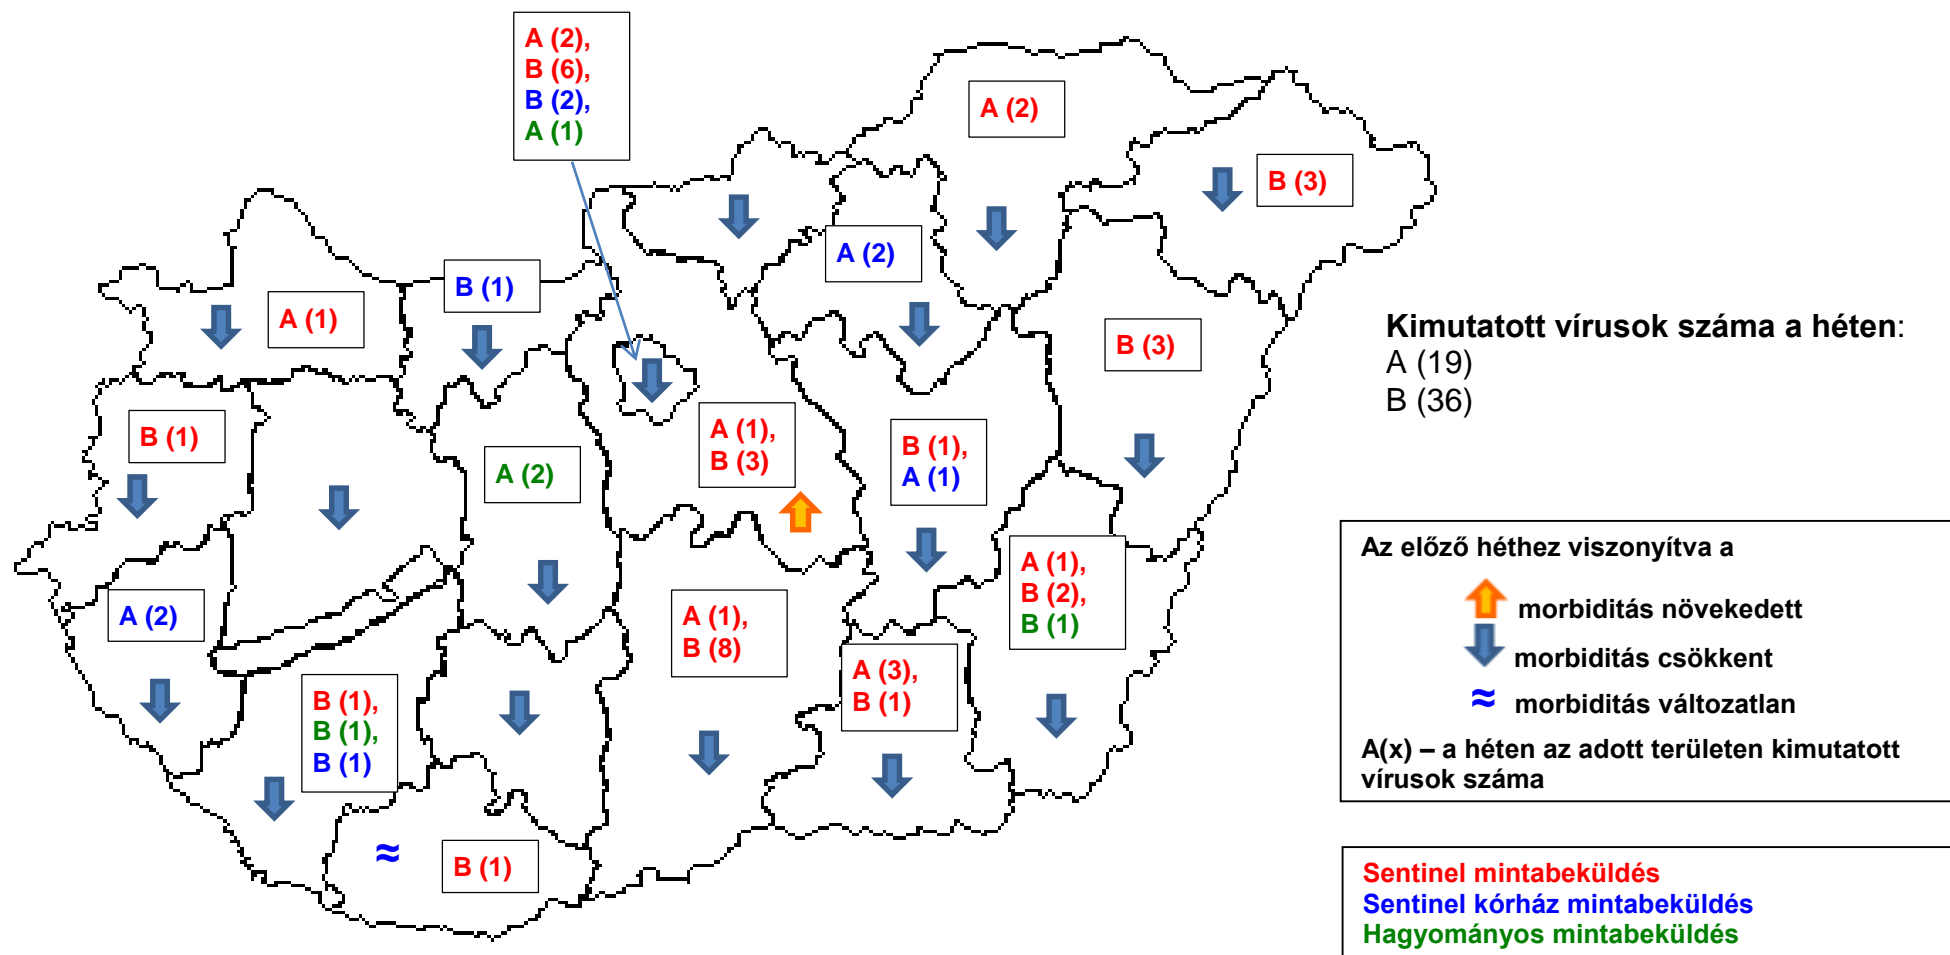 A (2),
B (6),
B (2),
A (1)
A (2)
B (3)
A (2)
B (1)
A (1)
B (3)
Kimutatott vírusok száma a héten:
A (19)
B (36)
B (1)
A (2)
A (1),
B (3)
B (1),
A (1)
A (1),
B (2),
B (1)
A (2)
A (1),
B (8)
A (3),
B (1)
B (1),
B (1),
B (1)
≈
B (1)
Az előző héthez viszonyítva a
morbiditás növekedett
morbiditás csökkent
≈ morbiditás változatlan
A(x) – a héten az adott területen kimutatott
vírusok száma
Sentinel mintabeküldés
Sentinel kórház mintabeküldés
Hagyományos mintabeküldés